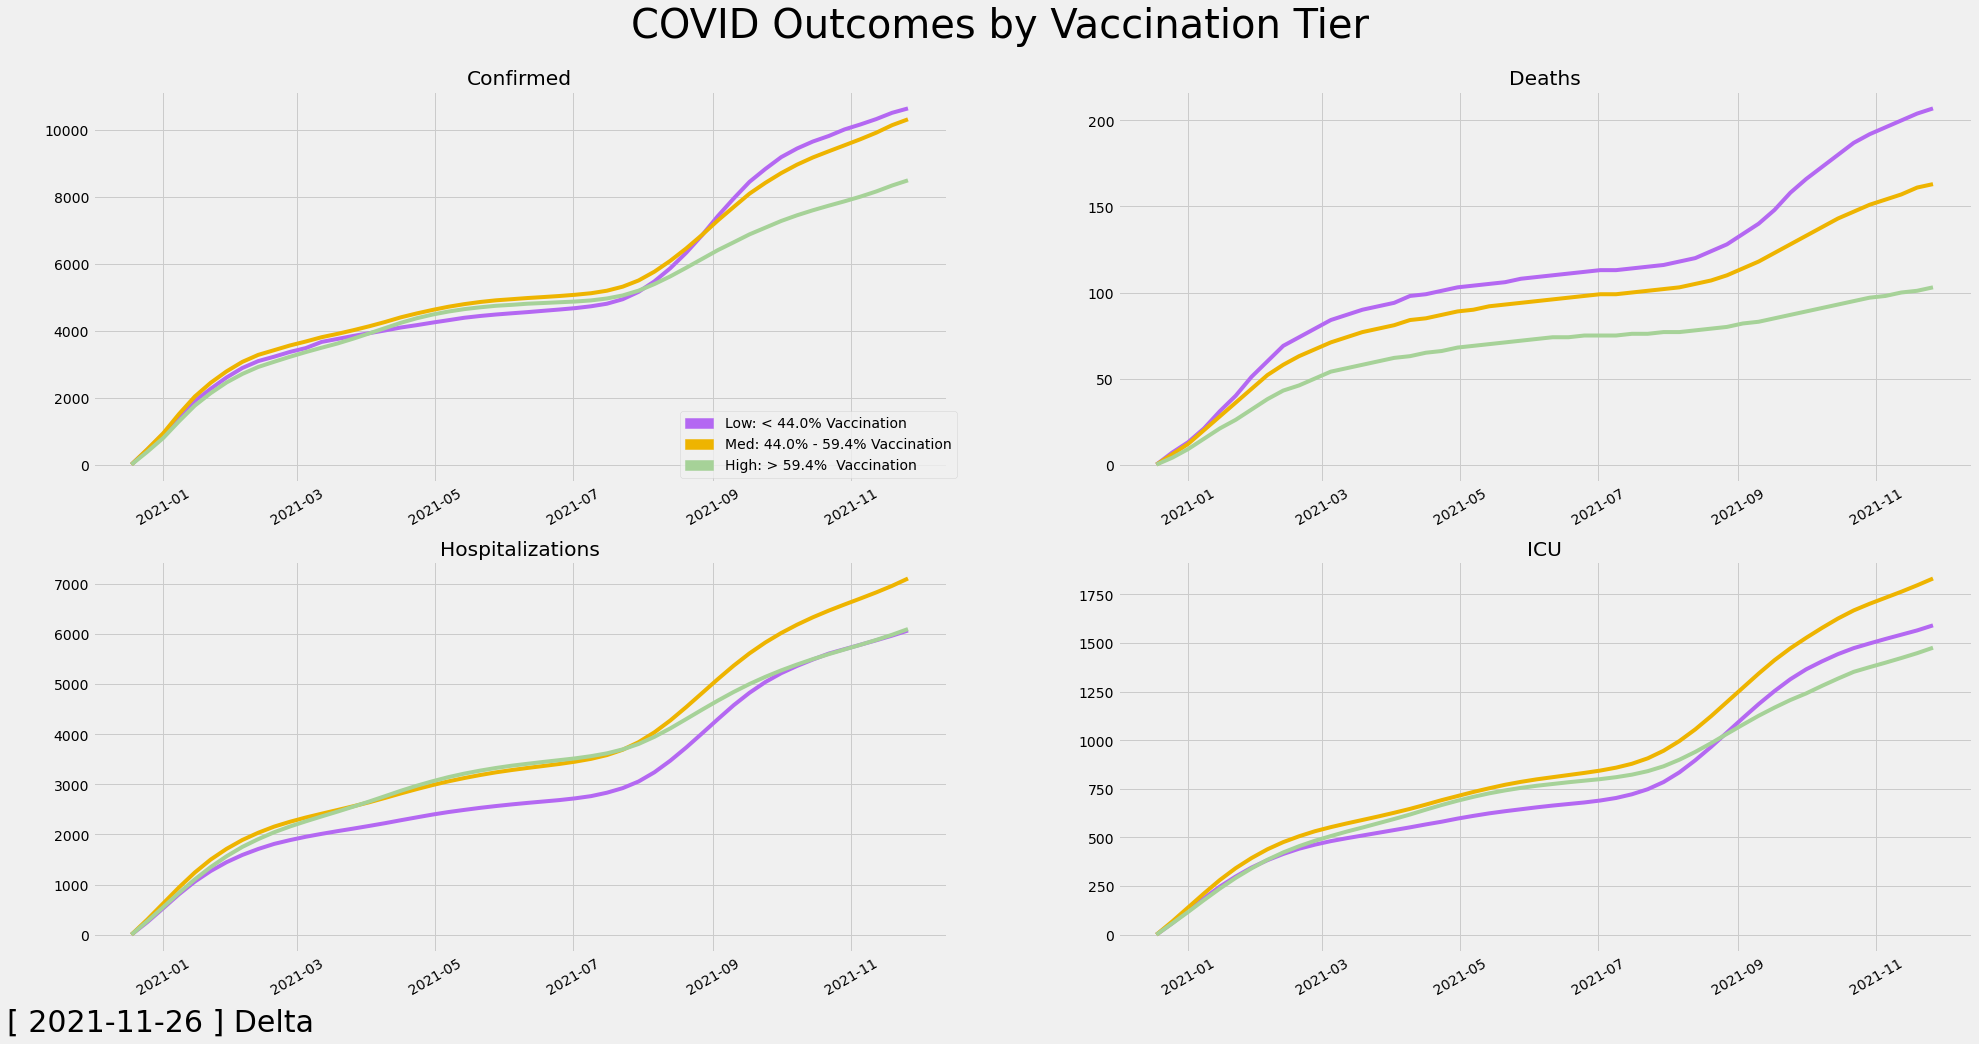 COVID Outcomes by Vaccination Tier
Confirmed
10000
8000
6000
4000
2000
0
2021-01 2021-03 2021-05 2021-07 2021-09 2021-11
Low: < 44.0% Vaccination
Med: 44.0% - 59.4% Vaccination
High: > 59.4%  Vaccination
Deaths
200
150
100
50
0
2021-01 2021-03 2021-05 2021-07 2021-09 2021-11
Hospitalizations
7000
6000
5000
4000
3000
2000
1000
0
2021-01 2021-03 2021-05 2021-07 2021-09 2021-11
ICU
1750
1500
1250
1000
750
500
250
0
2021-01 2021-03 2021-05 2021-07 2021-09 2021-11
[ 2021-11-26 ] Delta